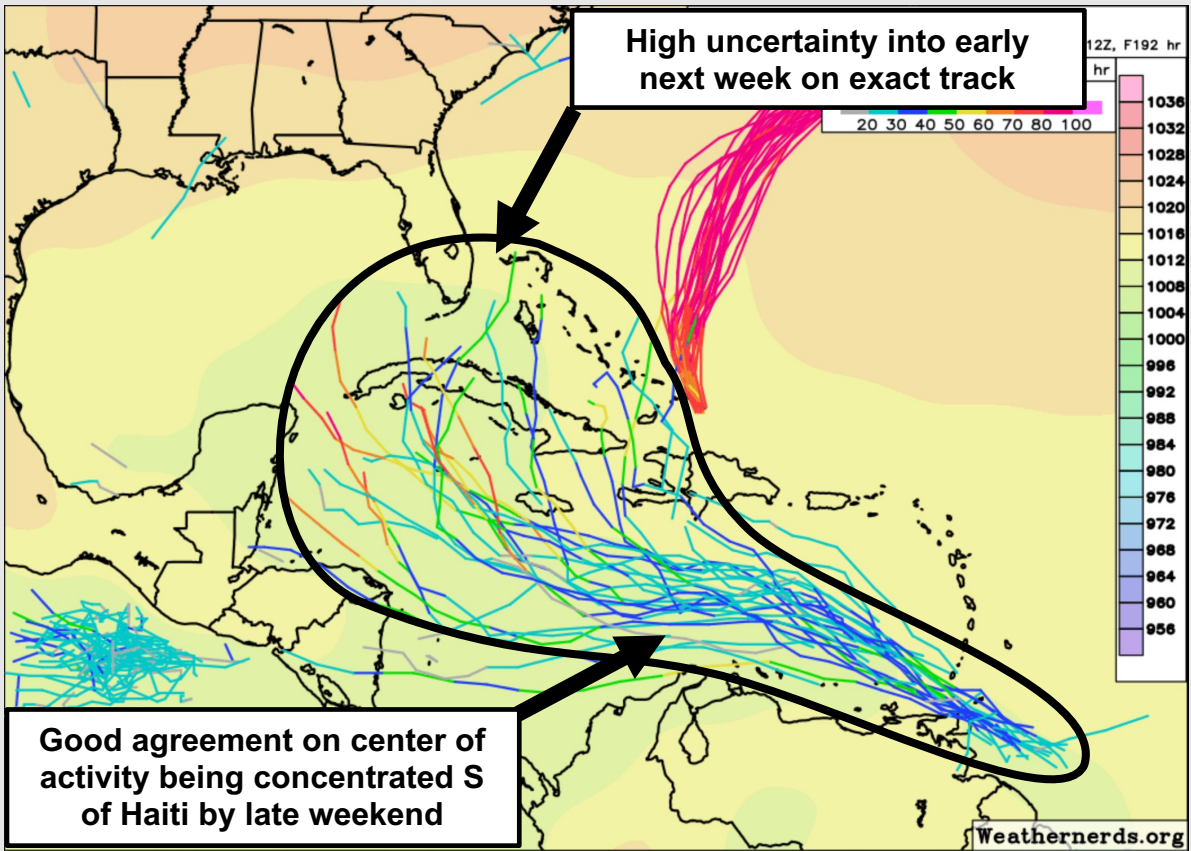 High uncertainty into early
next week on exact track
12Z, F192 hr
hr
20 30 40 50 60 70 80 100
1036
1032
1028
1024
1020
1016
1012
1008
1004
1000
996
992
988
984
980
976
972
968
964
960
956
Good agreement on center of
activity being concentrated S
of Haiti by late weekend
Weathernerds.org